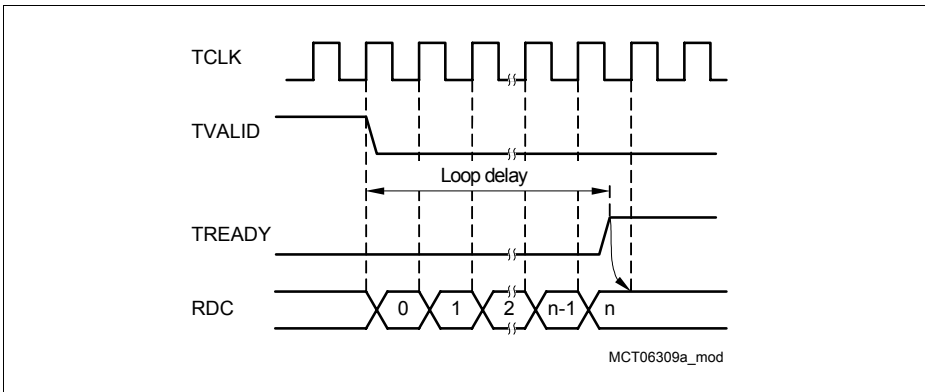 TCLK
TVALID
Loop delay
TREADY
RDC
0 1 2 n-1 n
MCT06309a_mod